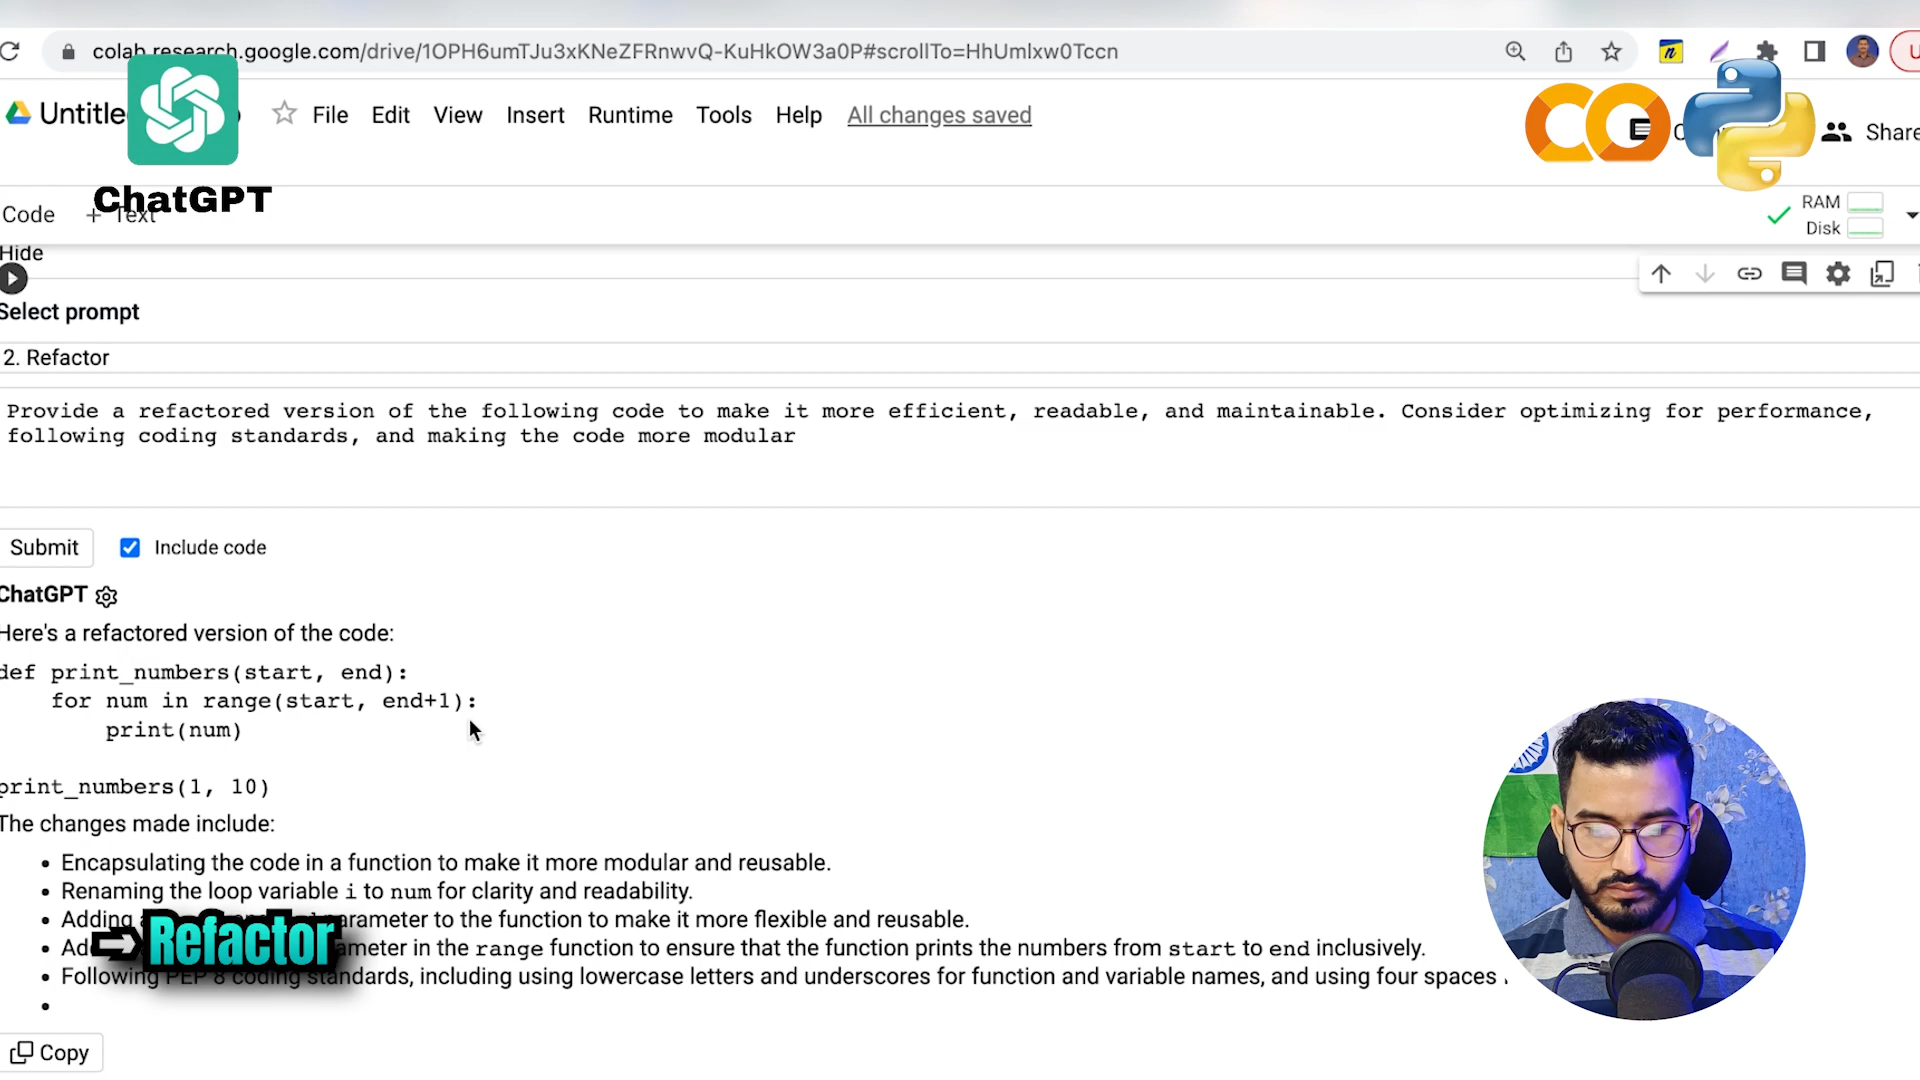 colab.research.google.com/drive/1OPH6umTJu3xKNeZFRnwvQ-KuHkOW3a0P#scrollTo=HhUmlxw0Tccn
Untitle
File Edit View Insert Runtime Tools Help All changes saved
Share
ChatGPT
Code + Text
RAM
Disk
Hide
Select prompt
2. Refactor
Provide a refactored version of the following code to make it more efficient, readable, and maintainable. Consider optimizing for performance,
following coding standards, and making the code more modular
Submit Include code
ChatGPT
Here's a refactored version of the code:
def print_numbers(start, end):
for num in range(start, end+1):
print(num)
print_numbers(1, 10)
The changes made include:
• Encapsulating the code in a function to make it more modular and reusable.
• Renaming the loop variable i to num for clarity and readability.
• Adding parameter to the function to make it more flexible and reusable.
• in the range function to ensure that the function prints the numbers from start to end inclusively.
Refactor
• Following PEP 8 coding standards, including using lowercase letters and underscores for function and variable names, and using four spaces
Copy